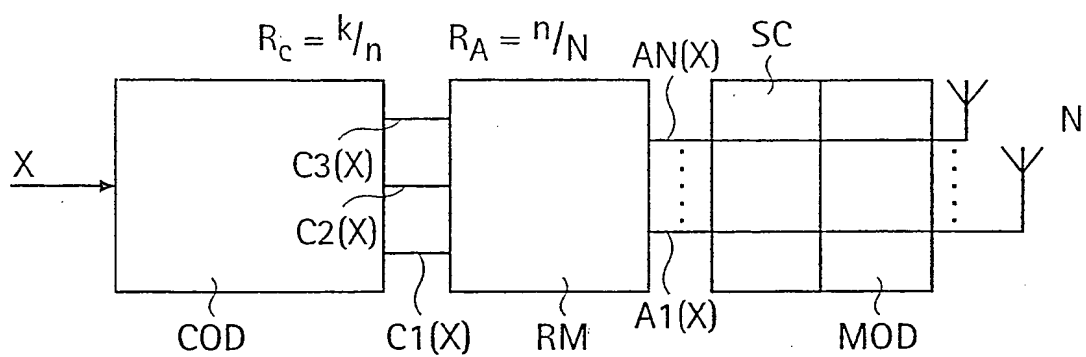 R_c = k/n
R_A = n/N
SC
AN(X)
N
X
C3(X)
C2(X)
COD
C1(X)
RM
A1(X)
MOD